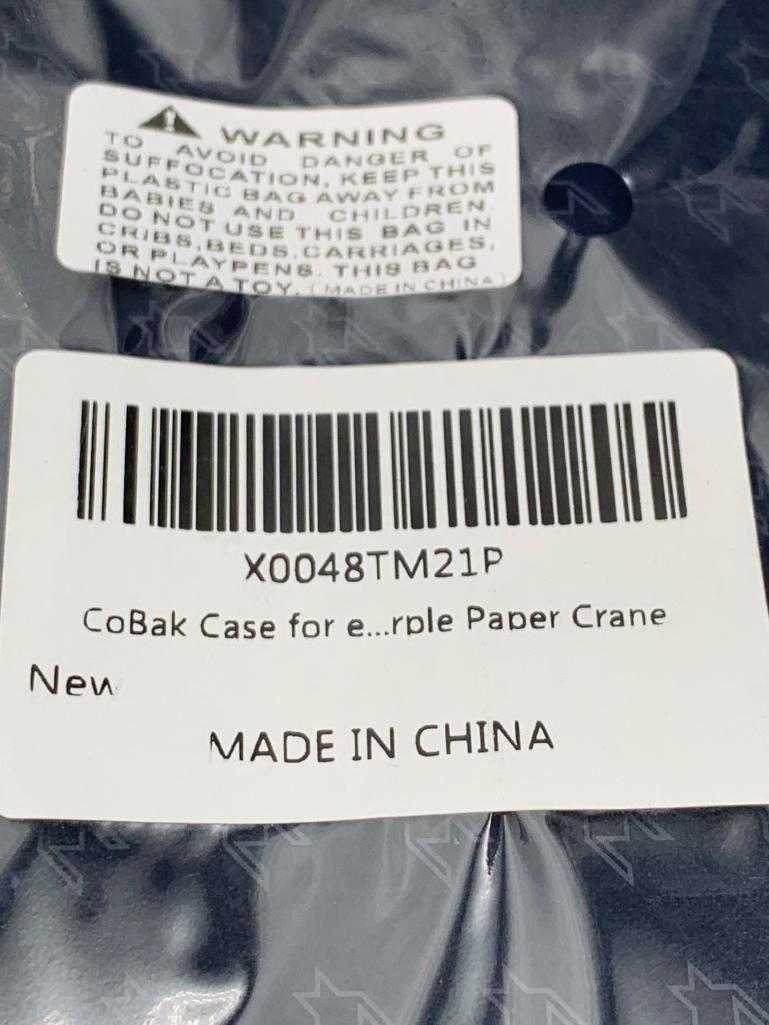 WARNING
TO AVOID DANGER OF
SUFFOCATION, KEEP THIS
PLASTIC BAG AWAY FROM
BABIES AND CHILDREN.
DO NOT USE THIS BAG IN
CRIBS, BEDS, CARRIAGES,
OR PLAYPENS. THIS BAG
IS NOT A TOY. (MADE IN CHINA)
X0048TM21P
CoBak Case for e...rple Paper Crane
New
MADE IN CHINA